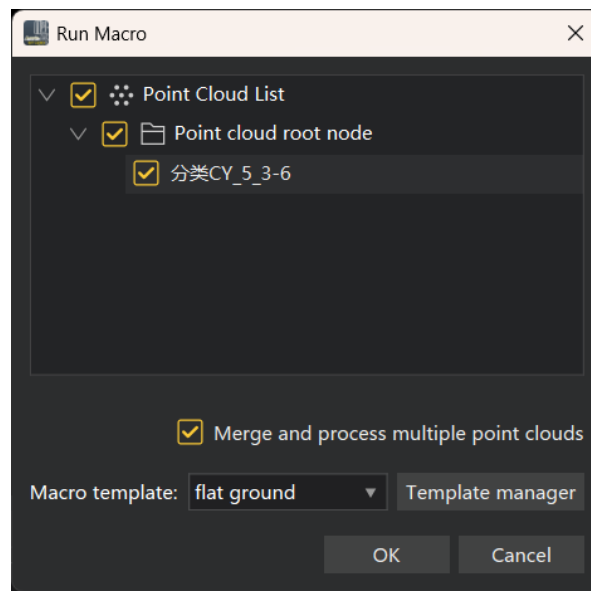 Run Macro
Point Cloud List
Point cloud root node
分类CY_5_3-6
Merge and process multiple point clouds
Macro template: flat ground Template manager
OK Cancel